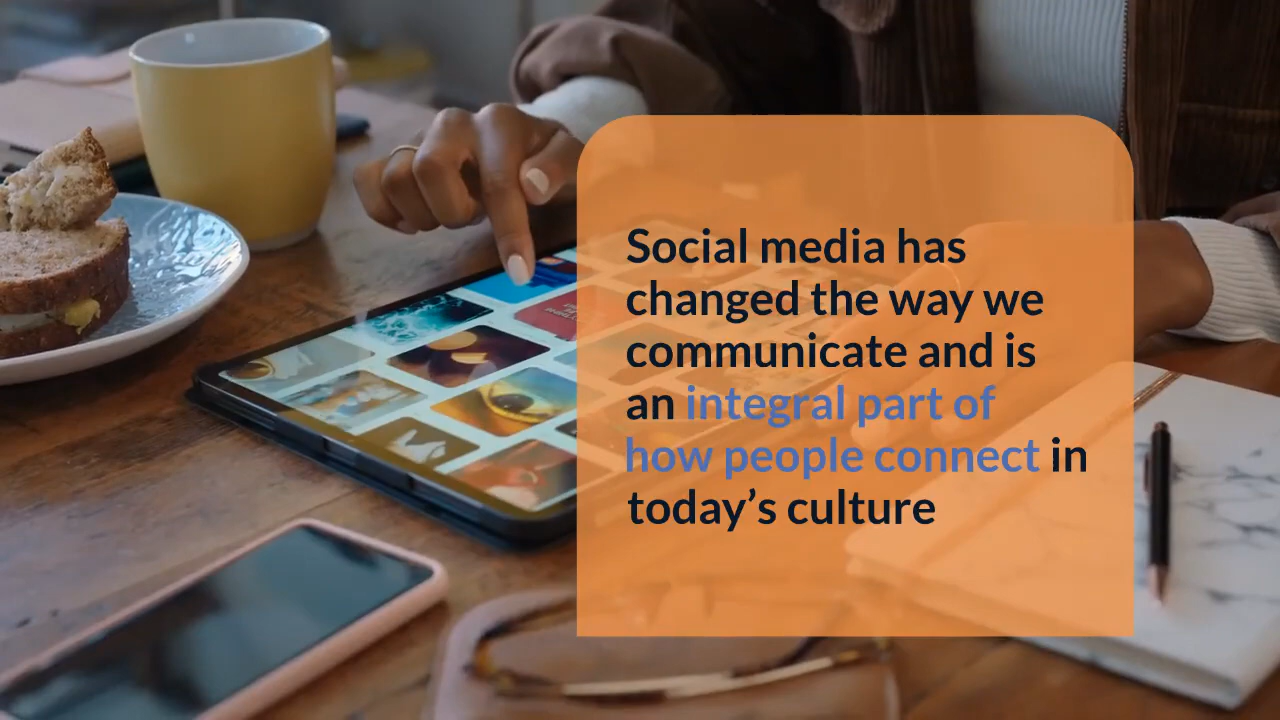 Social media has
changed the way we
communicate and is
an integral part of
how people connect in
today’s culture